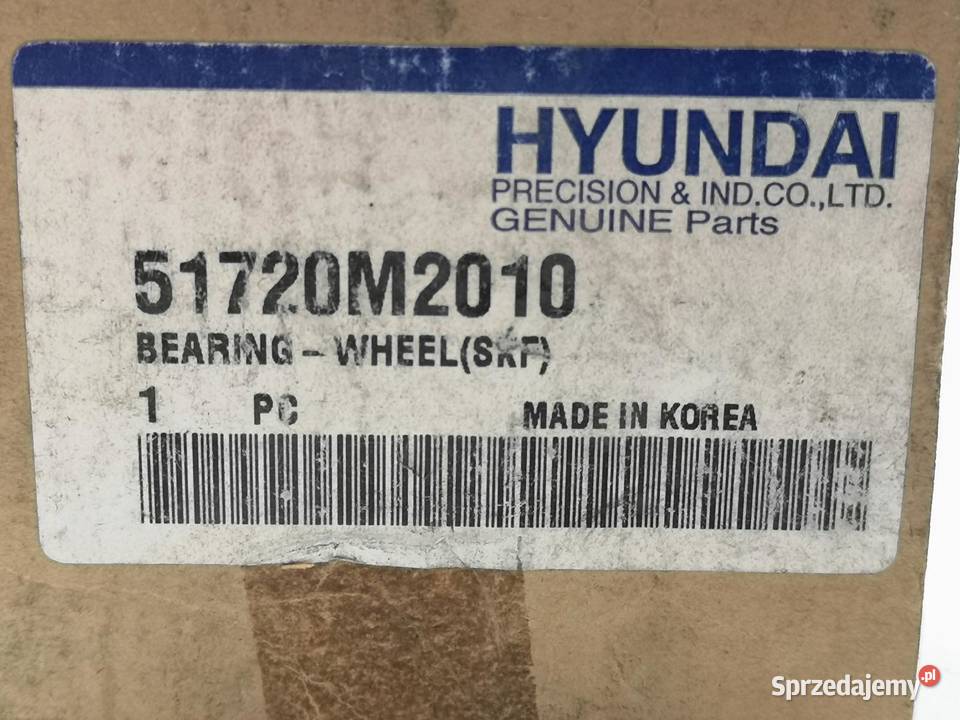 HYUNDAI
PRECISION & IND.CO.,LTD.
GENUINE Parts
51720M2010
BEARING - WHEEL(SKF)
1 PC MADE IN KOREA
Sprzedajemy.pl